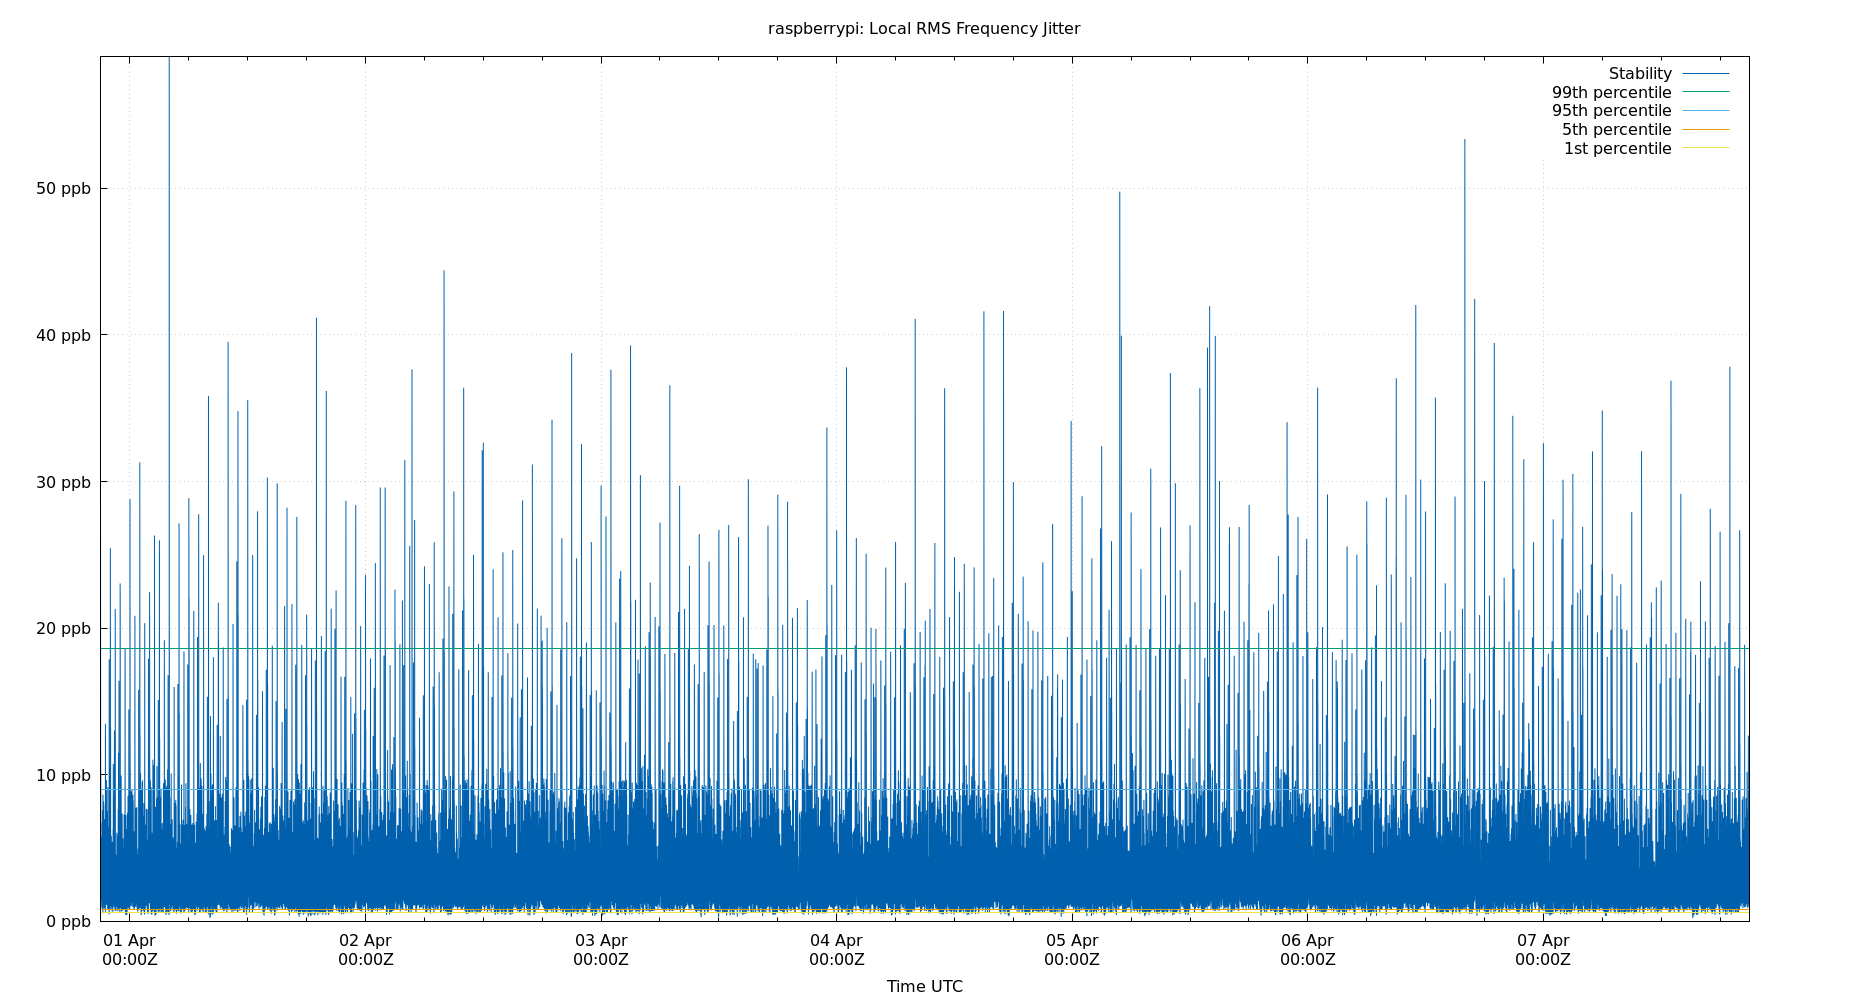 raspberrypi: Local RMS Frequency Jitter
Stability
99th percentile
95th percentile
5th percentile
1st percentile
50 ppb
40 ppb
30 ppb
20 ppb
10 ppb
0 ppb
01 Apr 02 Apr 03 Apr 04 Apr 05 Apr 06 Apr 07 Apr
00:00Z 00:00Z 00:00Z 00:00Z 00:00Z 00:00Z 00:00Z
Time UTC